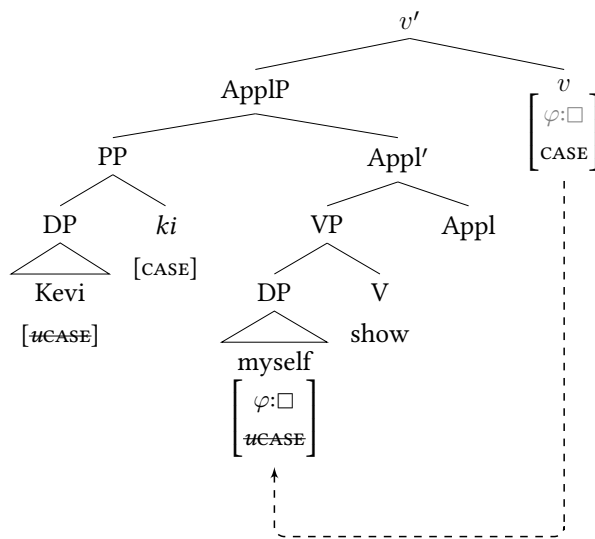 v′
ApplP v
φ:□
CASE
PP Appl′
DP ki VP Appl
[CASE]
Kevi DP V
[uCASE] show
myself
φ:□
uCASE